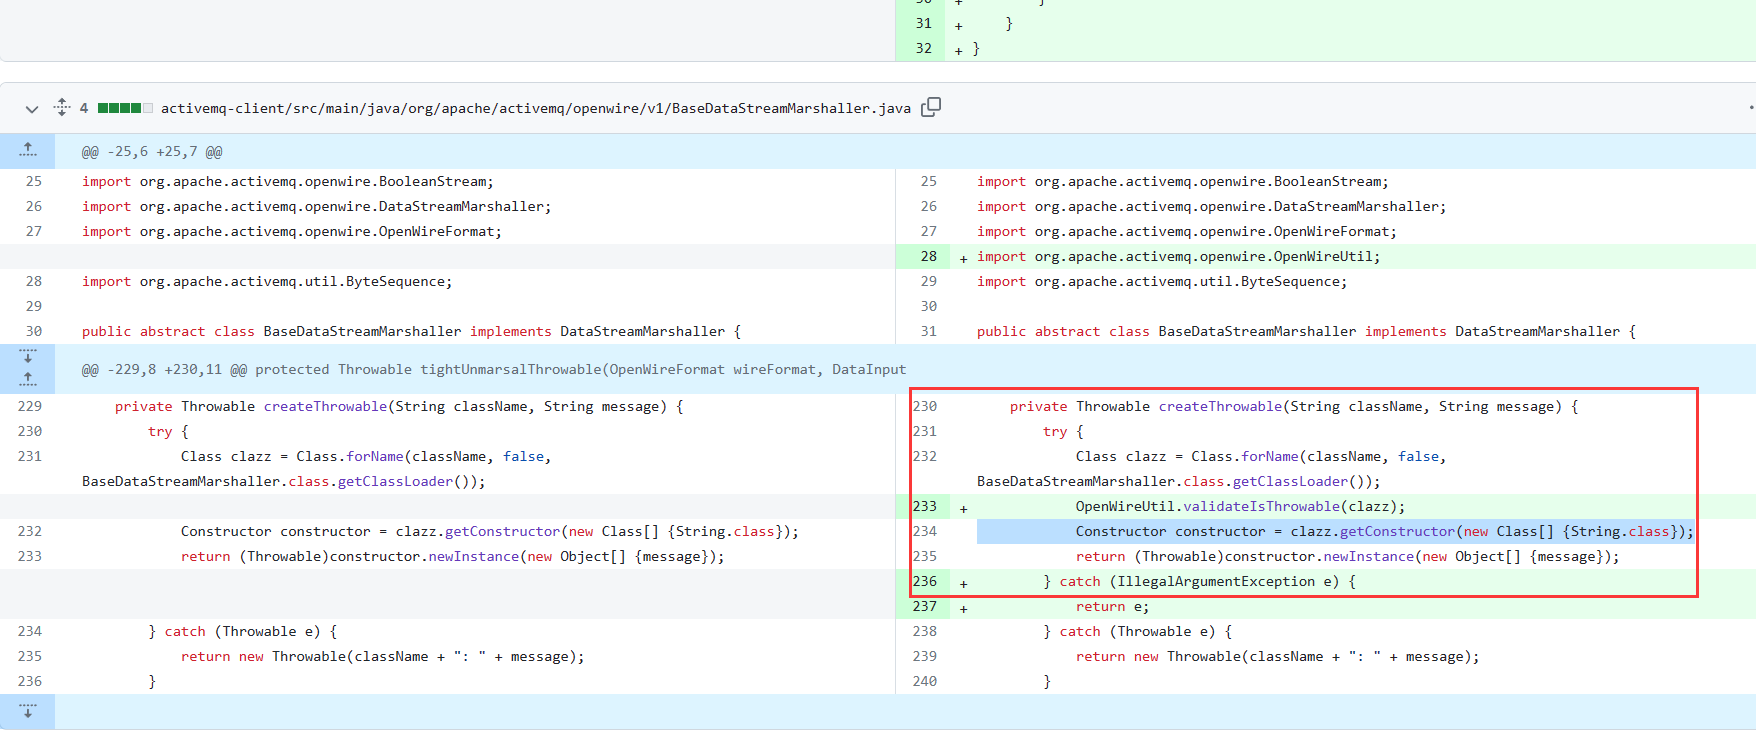 31 + }
32 + }
4 activemq-client/src/main/java/org/apache/activemq/openwire/v1/BaseDataStreamMarshaller.java
@@ -25,6 +25,7 @@
25 import org.apache.activemq.openwire.BooleanStream; 25 import org.apache.activemq.openwire.BooleanStream;
26 import org.apache.activemq.openwire.DataStreamMarshaller; 26 import org.apache.activemq.openwire.DataStreamMarshaller;
27 import org.apache.activemq.openwire.OpenWireFormat; 27 import org.apache.activemq.openwire.OpenWireFormat;
28 + import org.apache.activemq.openwire.OpenWireUtil;
28 import org.apache.activemq.util.ByteSequence; 29 import org.apache.activemq.util.ByteSequence;
29 30
30 public abstract class BaseDataStreamMarshaller implements DataStreamMarshaller { 31 public abstract class BaseDataStreamMarshaller implements DataStreamMarshaller {
@@ -229,8 +230,11 @@ protected Throwable tightUnmarsalThrowable(OpenWireFormat wireFormat, DataInput
229 private Throwable createThrowable(String className, String message) { 230 private Throwable createThrowable(String className, String message) {
230 try { 231 try {
231 Class clazz = Class.forName(className, false, 232 Class clazz = Class.forName(className, false,
BaseDataStreamMarshaller.class.getClassLoader()); BaseDataStreamMarshaller.class.getClassLoader());
233 + OpenWireUtil.validateIsThrowable(clazz);
232 Constructor constructor = clazz.getConstructor(new Class[] {String.class}); 234 Constructor constructor = clazz.getConstructor(new Class[] {String.class});
233 return (Throwable)constructor.newInstance(new Object[] {message}); 235 return (Throwable)constructor.newInstance(new Object[] {message});
236 + } catch (IllegalArgumentException e) {
237 + return e;
234 } catch (Throwable e) { 238 } catch (Throwable e) {
235 return new Throwable(className + ": " + message); 239 return new Throwable(className + ": " + message);
236 } 240 }